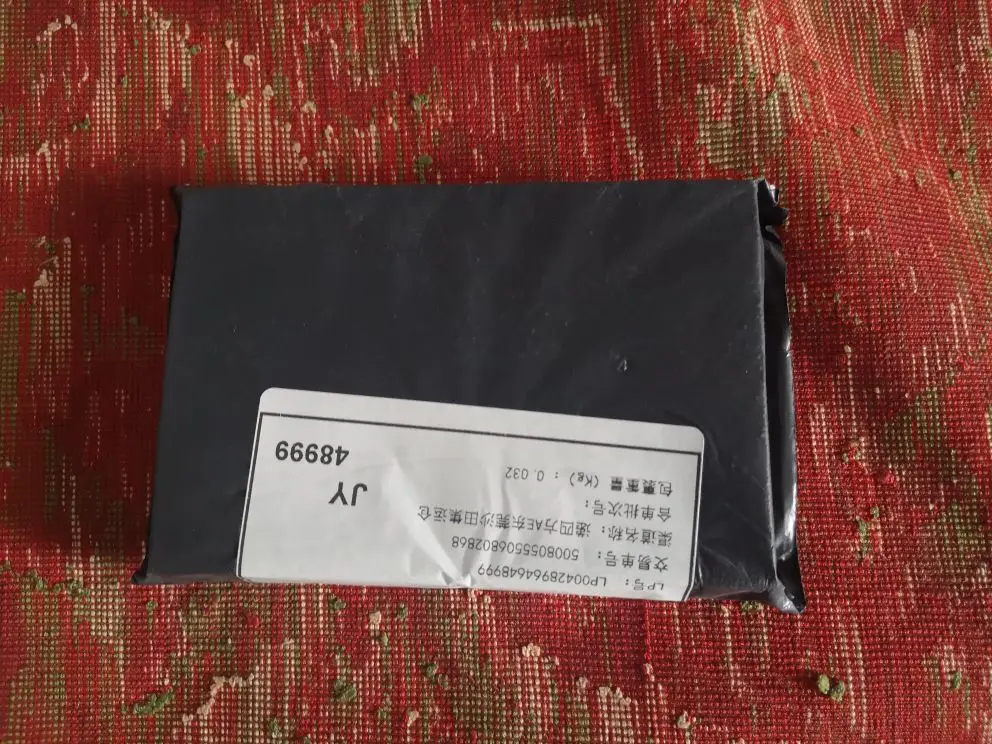 LP号: LP00428964648999
交易单号: 5008055506802868
渠道名称: 递四方AE东莞沙田集运仓
合单批次号:
包裹重量 (Kg) : 0.032
JY
48999